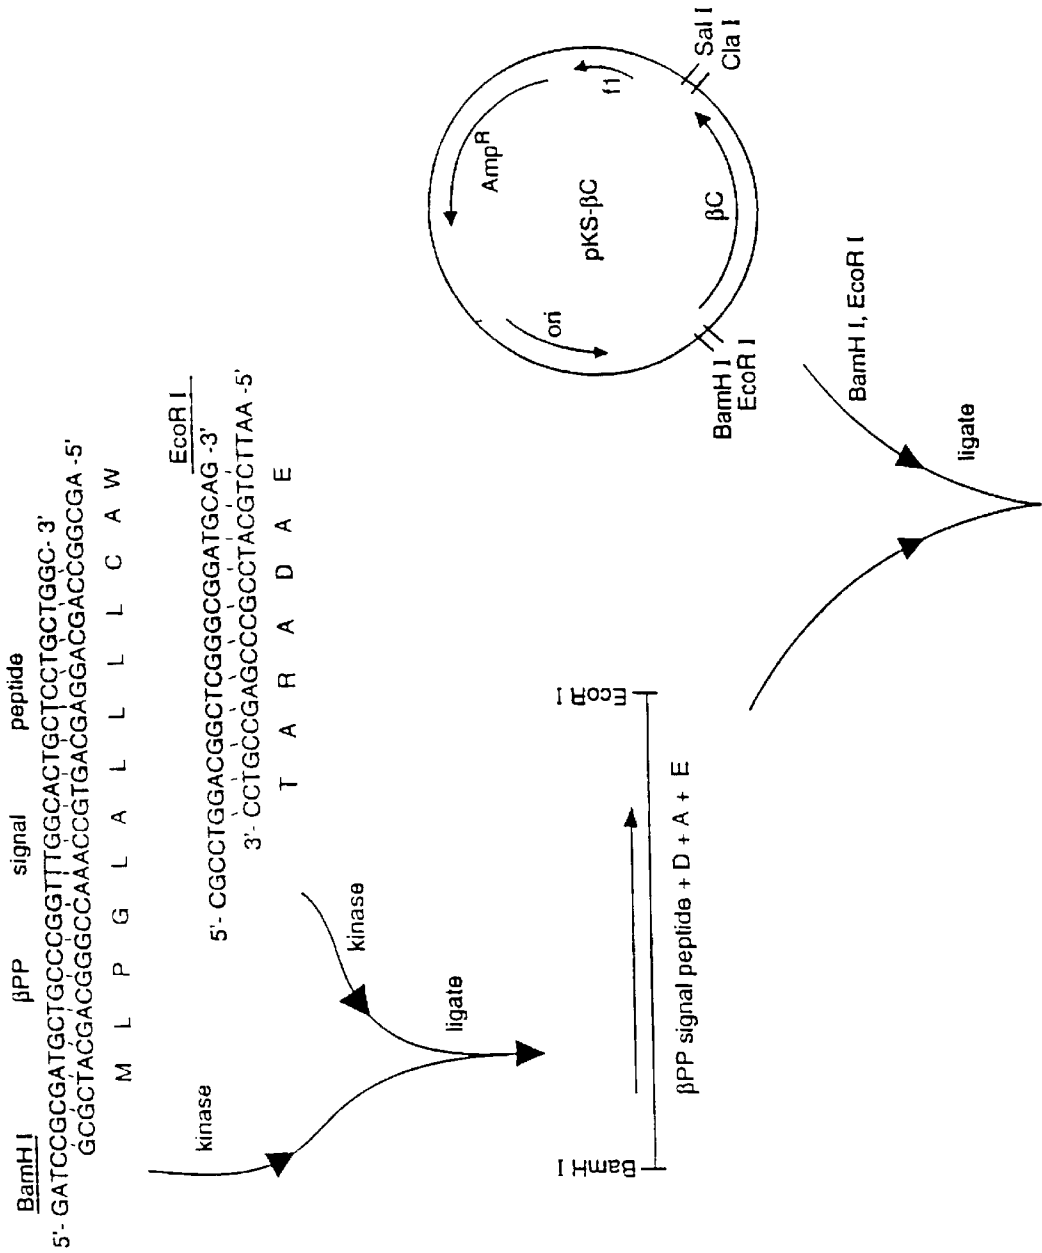 BamH I
βPP signal peptide
5'- GATCCGCGATGCTGCCCGGTTTGGCACTGCTCCTGCTGGC- 3'
GCGCTACGACGGGCCAAACCGTGACGAGGACGACCGGCGA -5'
M L P G L A L L L L C A W
EcoR I
5'- CGCCTGGACGGCTCGGGCGGATGCAG -3'
3'- CCTGCCGAGCCCGCCTACGTCTTAA -5'
T A R A D A E
kinase
kinase
ligate
BamH I
EcoR I
βPP signal peptide + D + A + E
AmpR
f1
ori
pKS-βC
βC
BamH I
EcoR I
Sal I
Cla I
BamH I, EcoR I
ligate